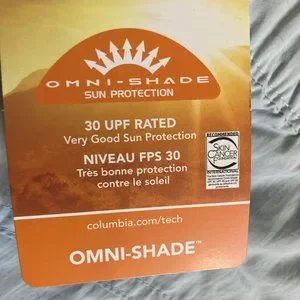 OMNI-SHADE
SUN PROTECTION
30 UPF RATED
Very Good Sun Protection
NIVEAU FPS 30
Très bonne protection
contre le soleil
RECOMMENDED
SKIN
CANCER
FOUNDATION
INTERNATIONAL
columbia.com/tech
OMNI-SHADE™